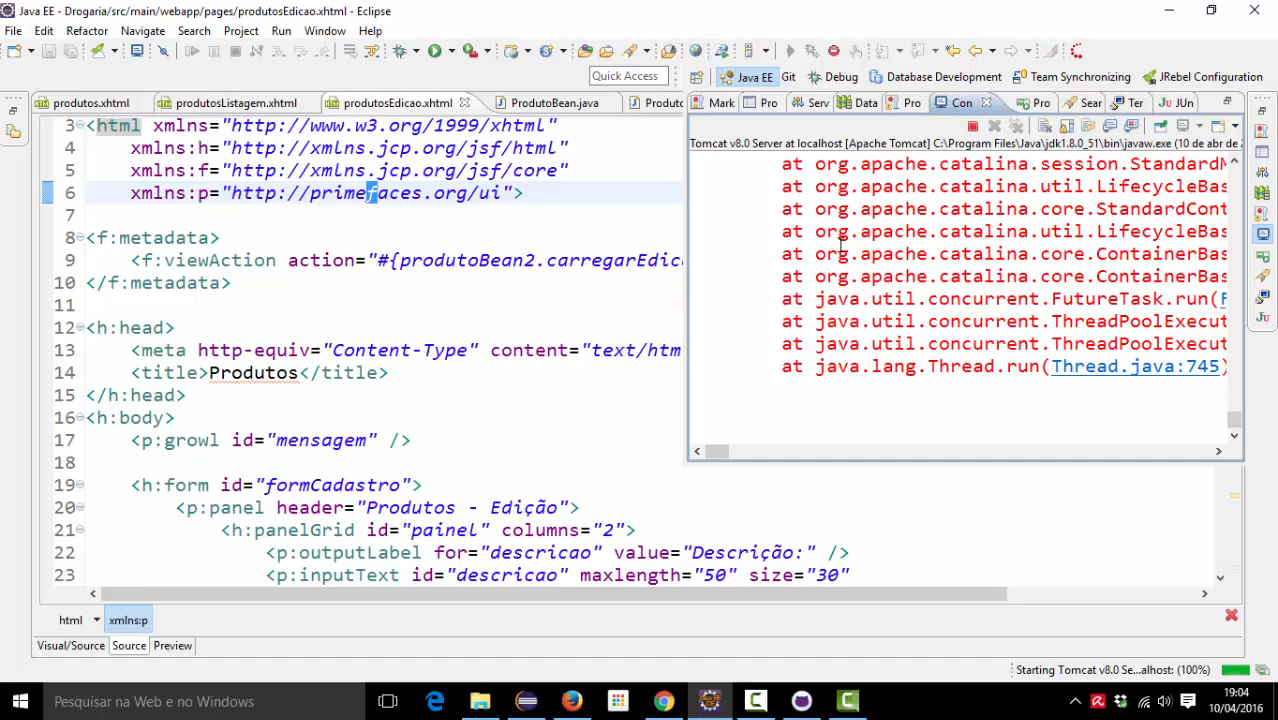 Java EE - Drogaria/src/main/webapp/pages/produtosEdicao.xhtml - Eclipse
File Edit Refactor Navigate Search Project Run Window Help
Quick Access
Java EE Git Debug Database Development Team Synchronizing JRebel Configuration
produtos.xhtml produtosListagem.xhtml produtosEdicao.xhtml ProdutoBean.java Produto
Mark Pro Serv Data Pro Con Pro Sear Ter JUn
Tomcat v8.0 Server at localhost [Apache Tomcat] C:\Program Files\Java\jdk1.8.0_51\bin\javaw.exe (10 de abr de
3 <html xmlns="http://www.w3.org/1999/xhtml"
4 xmlns:h="http://xmlns.jcp.org/jsf/html"
5 xmlns:f="http://xmlns.jcp.org/jsf/core"
6 xmlns:p="http://primefaces.org/ui">
7
8 <f:metadata>
9 <f:viewAction action="#{produtoBean2.carregarEdica
10 </f:metadata>
11
12 <h:head>
13 <meta http-equiv="Content-Type" content="text/htm
14 <title>Produtos</title>
15 </h:head>
16 <h:body>
17 <p:growl id="mensagem" />
18
19 <h:form id="formCadastro">
20 <p:panel header="Produtos - Edição">
21 <h:panelGrid id="painel" columns="2">
22 <p:outputLabel for="descricao" value="Descrição:" />
23 <p:inputText id="descricao" maxlength="50" size="30"
at org.apache.catalina.session.StandardM
at org.apache.catalina.util.LifecycleBas
at org.apache.catalina.core.StandardCont
at org.apache.catalina.util.LifecycleBas
at org.apache.catalina.core.ContainerBas
at org.apache.catalina.core.ContainerBas
at java.util.concurrent.FutureTask.run(F
at java.util.concurrent.ThreadPoolExecut
at java.util.concurrent.ThreadPoolExecut
at java.lang.Thread.run(Thread.java:745)
html xmlns:p
Visual/Source Source Preview
Starting Tomcat v8.0 Se...alhost: (100%)
Pesquisar na Web e no Windows
19:04
10/04/2016